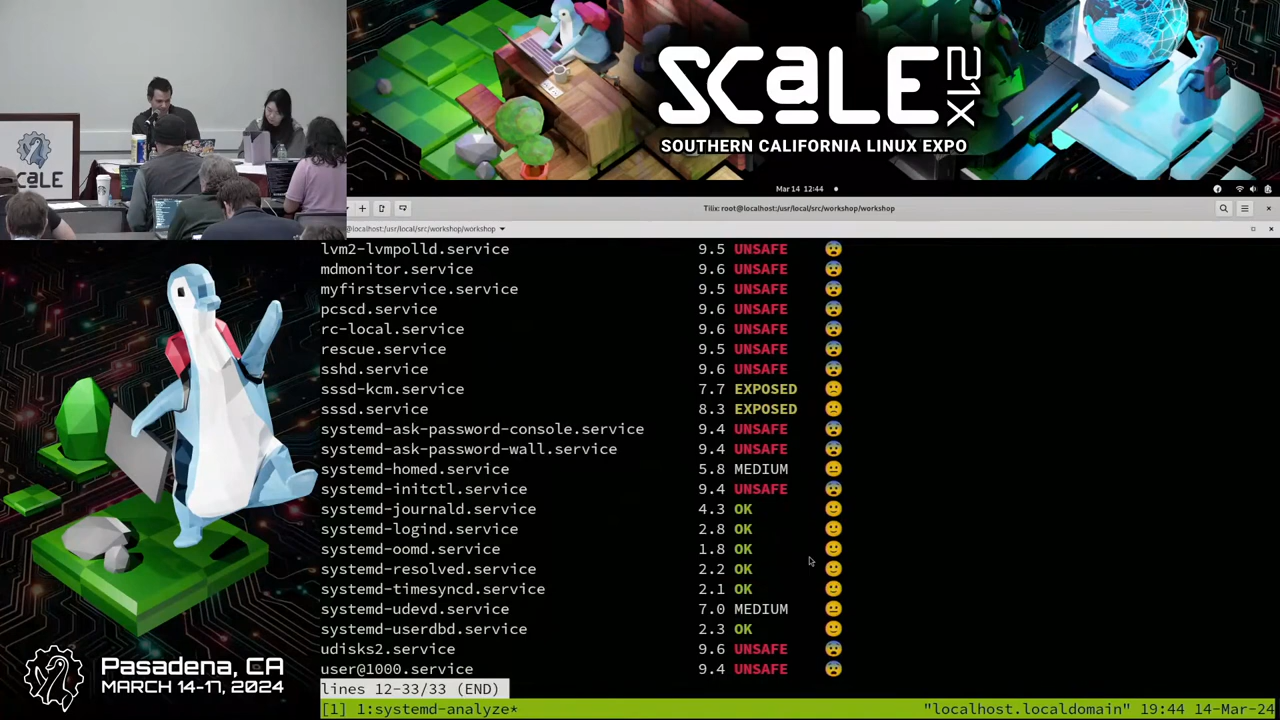 SCaLE 21x
SOUTHERN CALIFORNIA LINUX EXPO
SCaLE
Mar 14 12:44
Tilix: root@localhost:/usr/local/src/workshop/workshop
@localhost:/usr/local/src/workshop/workshop
lvm2-lvmpolld.service 9.5 UNSAFE 😨
mdmonitor.service 9.6 UNSAFE 😨
myfirstservice.service 9.5 UNSAFE 😨
pcscd.service 9.6 UNSAFE 😨
rc-local.service 9.6 UNSAFE 😨
rescue.service 9.5 UNSAFE 😨
sshd.service 9.6 UNSAFE 😨
sssd-kcm.service 7.7 EXPOSED 🙁
sssd.service 8.3 EXPOSED 🙁
systemd-ask-password-console.service 9.4 UNSAFE 😨
systemd-ask-password-wall.service 9.4 UNSAFE 😨
systemd-homed.service 5.8 MEDIUM 😐
systemd-initctl.service 9.4 UNSAFE 😨
systemd-journald.service 4.3 OK 🙂
systemd-logind.service 2.8 OK 🙂
systemd-oomd.service 1.8 OK 🙂
systemd-resolved.service 2.2 OK 🙂
systemd-timesyncd.service 2.1 OK 🙂
systemd-udevd.service 7.0 MEDIUM 😐
systemd-userdbd.service 2.3 OK 🙂
udisks2.service 9.6 UNSAFE 😨
user@1000.service 9.4 UNSAFE 😨
lines 12-33/33 (END)
[1] 1:systemd-analyze* "localhost.localdomain" 19:44 14-Mar-24
Pasadena, CA
MARCH 14-17, 2024